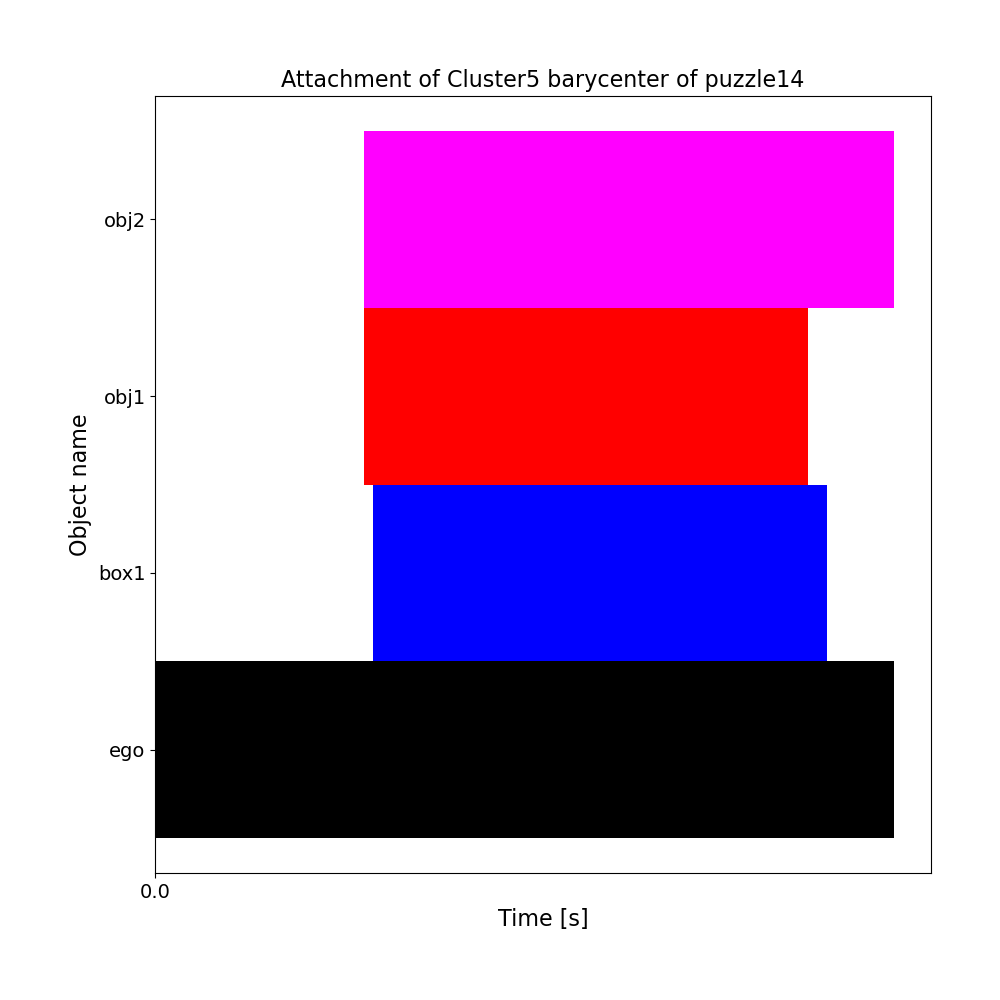 Attachment of Cluster5 barycenter of puzzle14
obj2
obj1
box1
ego
Object name
0.0
Time [s]